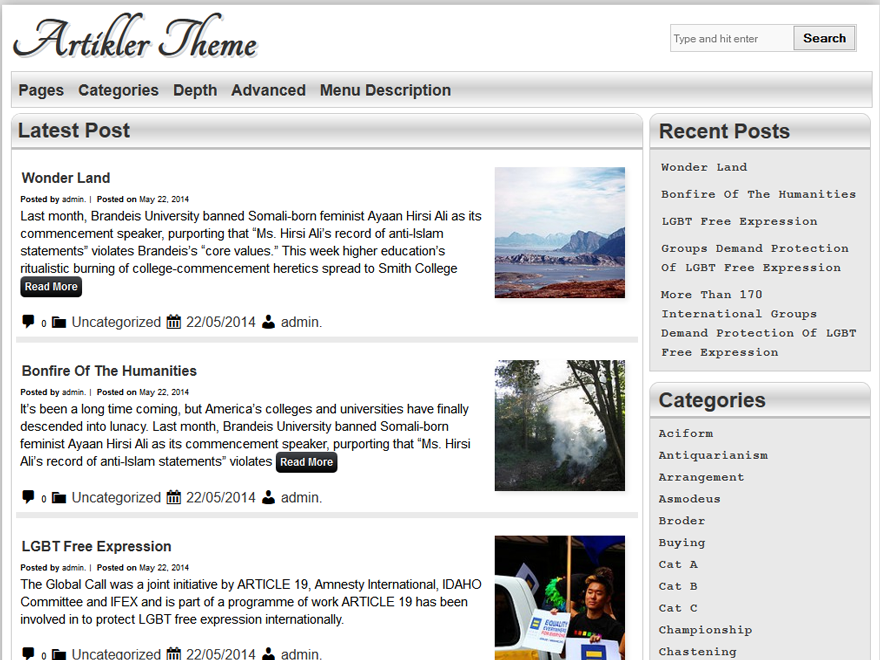 Artikler Theme
Type and hit enter
Search
Pages Categories Depth Advanced Menu Description
Latest Post
Wonder Land
Posted by admin. | Posted on May 22, 2014
Last month, Brandeis University banned Somali-born feminist Ayaan Hirsi Ali as its
commencement speaker, purporting that “Ms. Hirsi Ali’s record of anti-Islam
statements” violates Brandeis’s “core values.” This week higher education’s
ritualistic burning of college-commencement heretics spread to Smith College
Read More
0 Uncategorized 22/05/2014 admin.
Bonfire Of The Humanities
Posted by admin. | Posted on May 22, 2014
It’s been a long time coming, but America’s colleges and universities have finally
descended into lunacy. Last month, Brandeis University banned Somali-born
feminist Ayaan Hirsi Ali as its commencement speaker, purporting that “Ms. Hirsi
Ali’s record of anti-Islam statements” violates Read More
0 Uncategorized 22/05/2014 admin.
LGBT Free Expression
Posted by admin. | Posted on May 22, 2014
The Global Call was a joint initiative by ARTICLE 19, Amnesty International, IDAHO
Committee and IFEX and is part of a programme of work ARTICLE 19 has been
involved in to protect LGBT free expression internationally.
EQUALITY
EVERYWHERE
FOR EVERYONE
0 Uncategorized 22/05/2014 admin.
Recent Posts
Wonder Land
Bonfire Of The Humanities
LGBT Free Expression
Groups Demand Protection
Of LGBT Free Expression
More Than 170
International Groups
Demand Protection Of LGBT
Free Expression
Categories
Aciform
Antiquarianism
Arrangement
Asmodeus
Broder
Buying
Cat A
Cat B
Cat C
Championship
Chastening